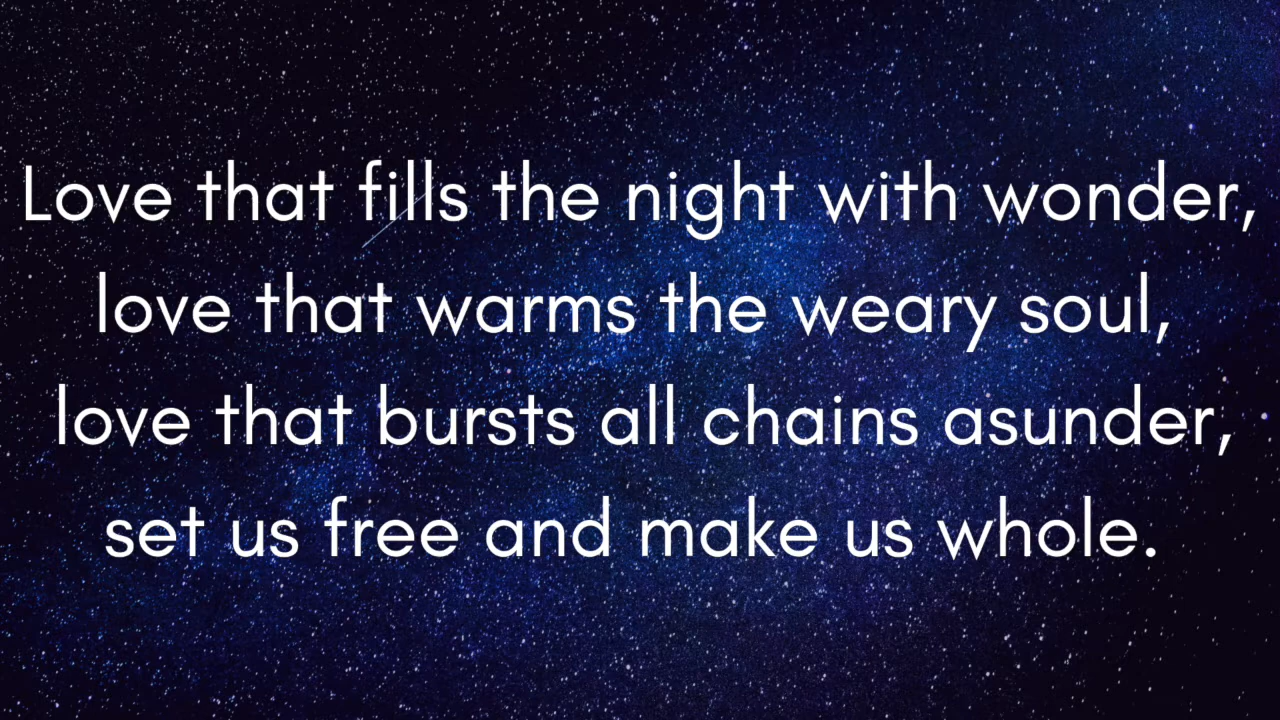 Love that fills the night with wonder,
love that warms the weary soul,
love that bursts all chains asunder,
set us free and make us whole.